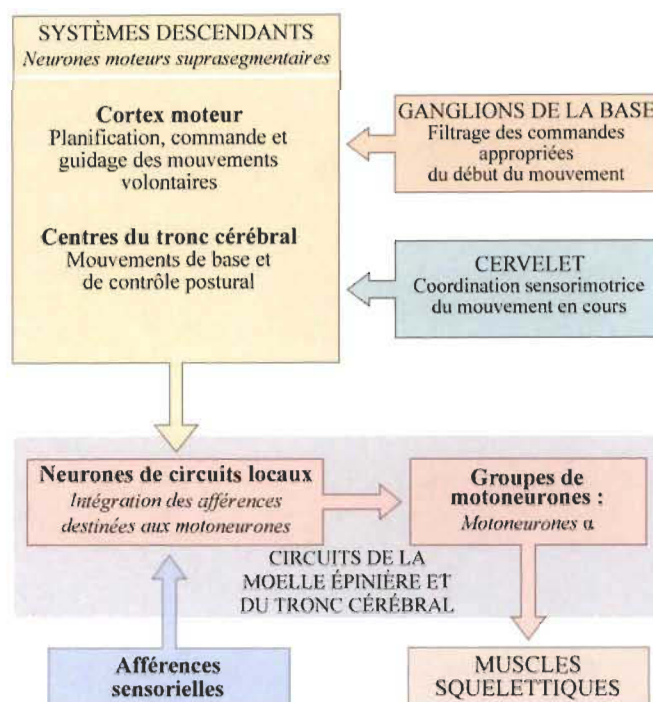 SYSTÈMES DESCENDANTS
Neurones moteurs suprasegmentaires
Cortex moteur
Planification, commande et
guidage des mouvements
volontaires
Centres du tronc cérébral
Mouvements de base et
de contrôle postural
GANGLIONS DE LA BASE
Filtrage des commandes
appropriées
du début du mouvement
CERVELET
Coordination sensorimotrice
du mouvement en cours
Neurones de circuits locaux
Intégration des afférences
destinées aux motoneurones
Groupes de
motoneurones :
Motoneurones α
CIRCUITS DE LA
MOELLE ÉPINIÈRE ET
DU TRONC CÉRÉBRAL
Afférences
sensorielles
MUSCLES
SQUELETTIQUES